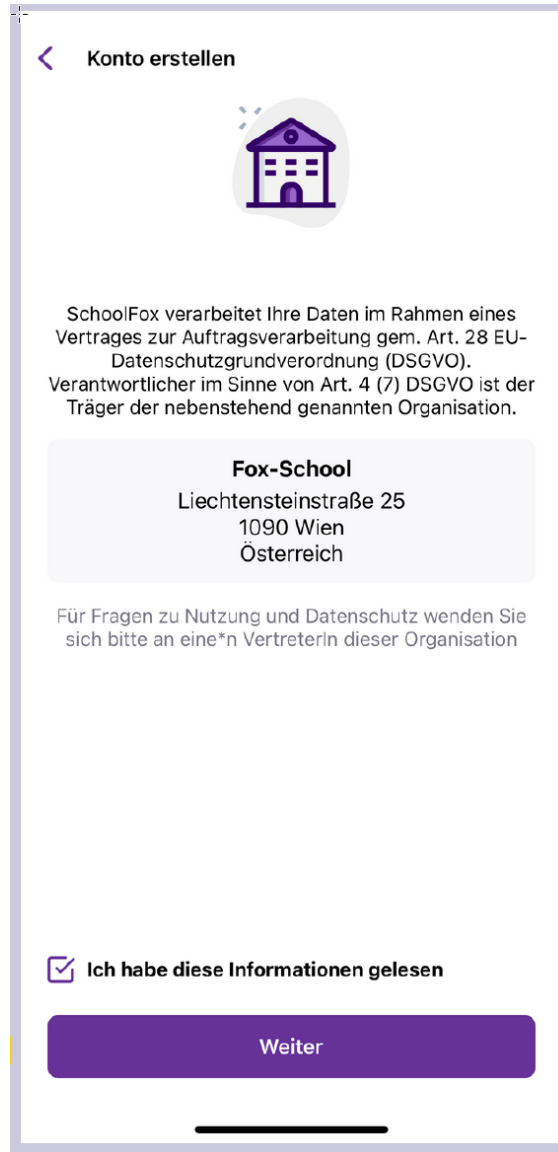 Konto erstellen
SchoolFox verarbeitet Ihre Daten im Rahmen eines
Vertrages zur Auftragsverarbeitung gem. Art. 28 EU-
Datenschutzgrundverordnung (DSGVO).
Verantwortlicher im Sinne von Art. 4 (7) DSGVO ist der
Träger der nebenstehend genannten Organisation.
Fox-School
Liechtensteinstraße 25
1090 Wien
Österreich
Für Fragen zu Nutzung und Datenschutz wenden Sie
sich bitte an eine*n VertreterIn dieser Organisation
Ich habe diese Informationen gelesen
Weiter